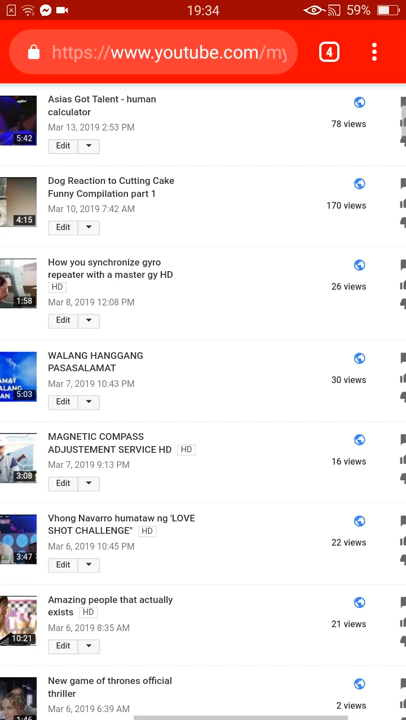 19:34
59%
https://www.youtube.com/my
4
Asias Got Talent - human
calculator
Mar 13, 2019 2:53 PM
78 views
Edit
5:42
Dog Reaction to Cutting Cake
Funny Compilation part 1
Mar 10, 2019 7:42 AM
170 views
Edit
4:15
How you synchronize gyro
repeater with a master gy HD
HD
Mar 8, 2019 12:08 PM
26 views
Edit
1:58
WALANG HANGGANG
PASASALAMAT
Mar 7, 2019 10:43 PM
30 views
Edit
AMAT
ALANG
AN
5:03
MAGNETIC COMPASS
ADJUSTEMENT SERVICE HD HD
Mar 7, 2019 9:13 PM
16 views
Edit
3:08
Vhong Navarro humataw ng 'LOVE
SHOT CHALLENGE" HD
Mar 6, 2019 10:45 PM
22 views
Edit
3:47
Amazing people that actually
exists HD
Mar 6, 2019 8:35 AM
21 views
Edit
10:21
New game of thrones official
thriller
Mar 6, 2019 6:39 AM
2 views
1:46